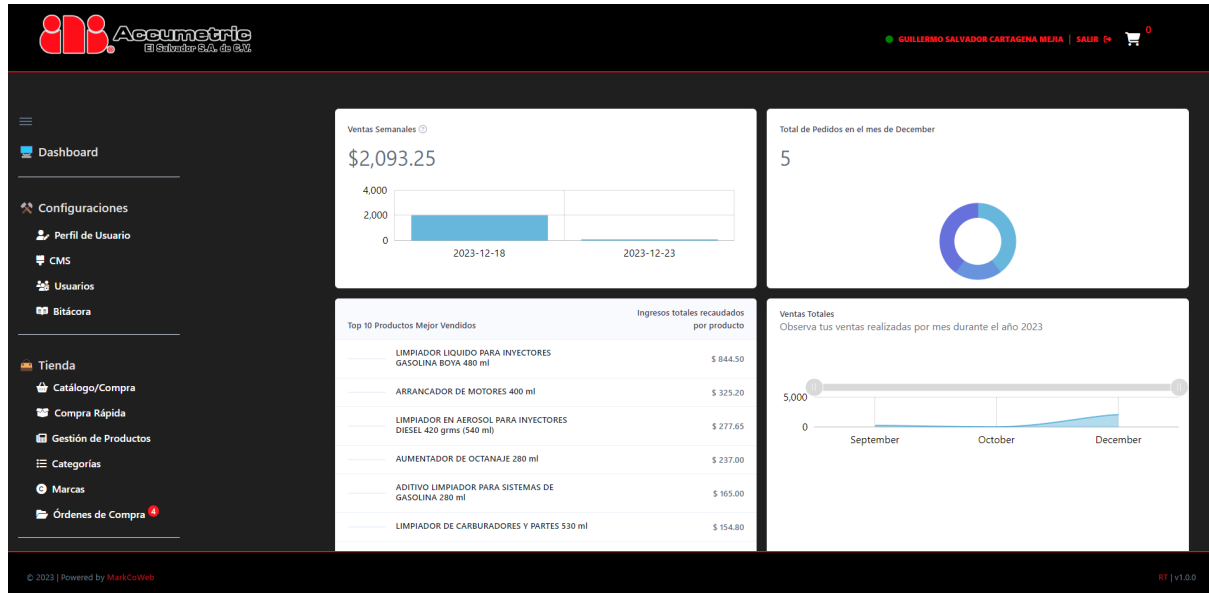 Accumetric
El Salvador S.A. de C.V.
GUILLERMO SALVADOR CARTAGENA MEJIA | SALIR
0
Dashboard
Configuraciones
Perfil de Usuario
CMS
Usuarios
Bitácora
Tienda
Catálogo/Compra
Compra Rápida
Gestión de Productos
Categorías
Marcas
Órdenes de Compra 4
Ventas Semanales
$2,093.25
4,000
2,000
0
2023-12-18 2023-12-23
Total de Pedidos en el mes de December
5
Top 10 Productos Mejor Vendidos
Ingresos totales recaudados
por producto
LIMPIADOR LIQUIDO PARA INYECTORES
GASOLINA BOYA 480 ml
$ 844.50
ARRANCADOR DE MOTORES 400 ml
$ 325.20
LIMPIADOR EN AEROSOL PARA INYECTORES
DIESEL 420 grms (540 ml)
$ 277.65
AUMENTADOR DE OCTANAJE 280 ml
$ 237.00
ADITIVO LIMPIADOR PARA SISTEMAS DE
GASOLINA 280 ml
$ 165.00
LIMPIADOR DE CARBURADORES Y PARTES 530 ml
$ 154.80
Ventas Totales
Observa tus ventas realizadas por mes durante el año 2023
5,000
0
September October December
© 2023 | Powered by MarkCoWeb
RT | v1.0.0